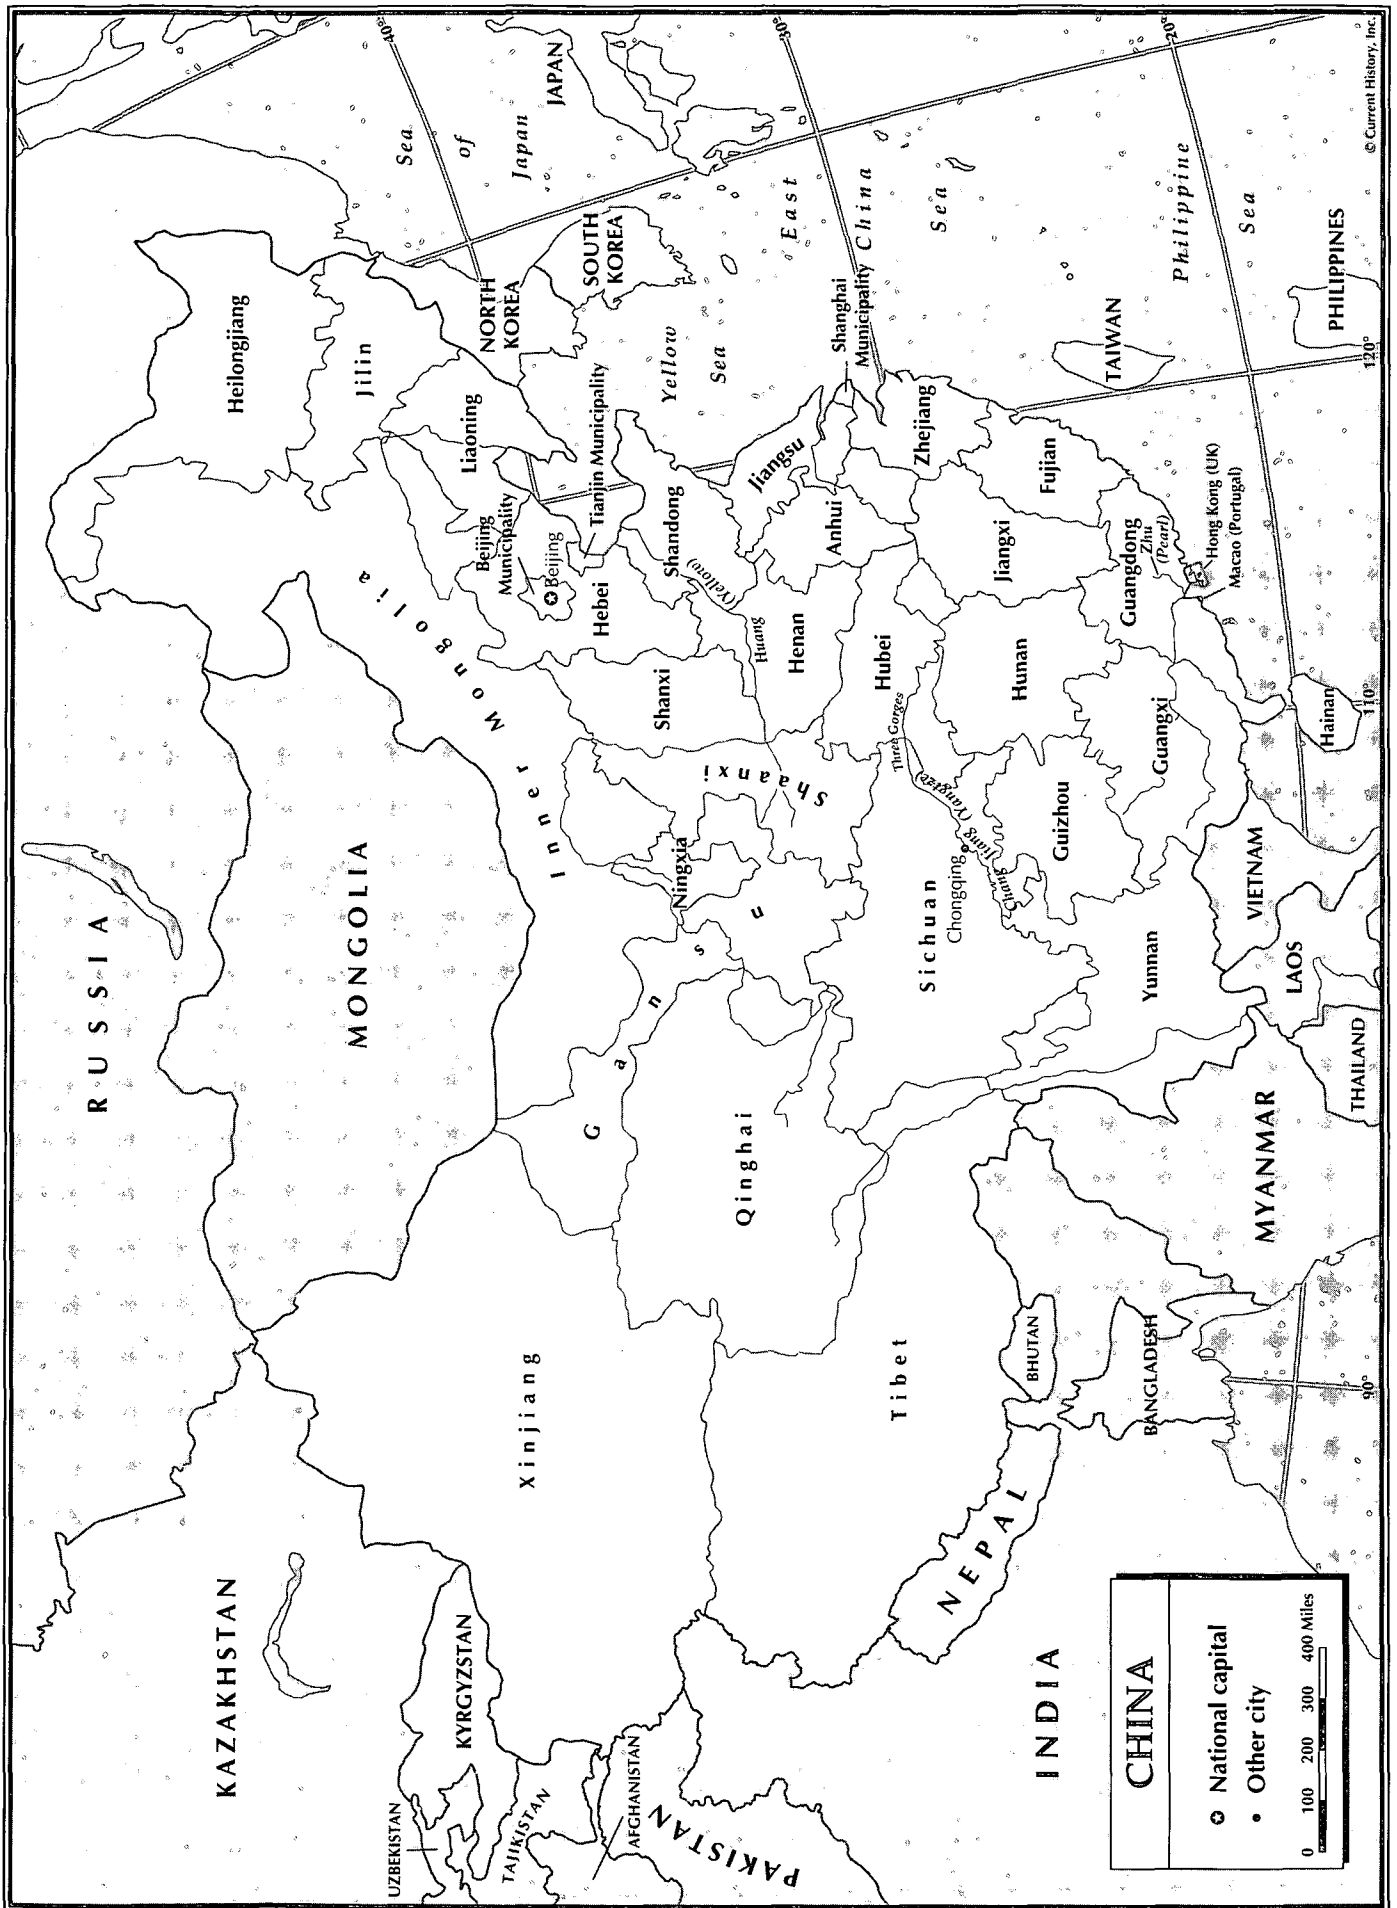 RUSSIA
KAZAKHSTAN
MONGOLIA
UZBEKISTAN
KYRGYZSTAN
TAJIKISTAN
AFGHANISTAN
PAKISTAN
INDIA
NEPAL
BHUTAN
BANGLADESH
MYANMAR
THAILAND
LAOS
VIETNAM
Xinjiang
Tibet
Qinghai
Gansu
Inner Mongolia
Ningxia
Shaanxi
Shanxi
Sichuan
Chongqing
Chang Jiang (Yangtze)
Three Gorges
Yunnan
Guizhou
Guangxi
Hainan
Hunan
Hubei
Henan
Huang
(Yellow)
Hebei
Beijing
Municipality
Beijing
Tianjin Municipality
Shandong
Liaoning
Jilin
Heilongjiang
Jiangsu
Anhui
Shanghai
Municipality
Zhejiang
Jiangxi
Fujian
Guangdong
Zhu
(Pearl)
Hong Kong (UK)
Macao (Portugal)
TAIWAN
PHILIPPINES
NORTH
KOREA
SOUTH
KOREA
JAPAN
Sea
of
Japan
Yellow
Sea
East
China
Sea
Philippine
Sea
40°
30°
20°
120°
110°
90°
CHINA
National capital
Other city
0 100 200 300 400 Miles
© Current History, Inc.